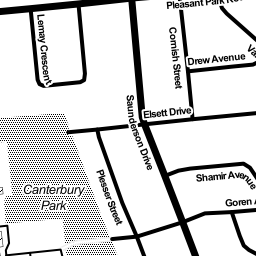 Pleasant Park
Lemay Crescent
Cornish Street
Drew Avenue
Elsett Drive
Saunderson Drive
Plesser Street
Shamir Avenue
Canterbury
Park
Goren